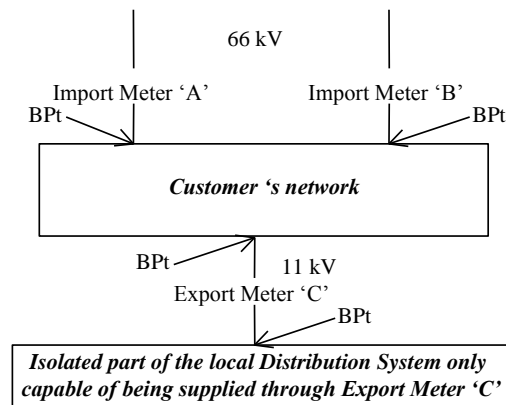 66 kV
Import Meter ‘A’
Import Meter ‘B’
BPt
BPt
Customer ‘s network
BPt
11 kV
Export Meter ‘C’
BPt
Isolated part of the local Distribution System only
capable of being supplied through Export Meter ‘C’